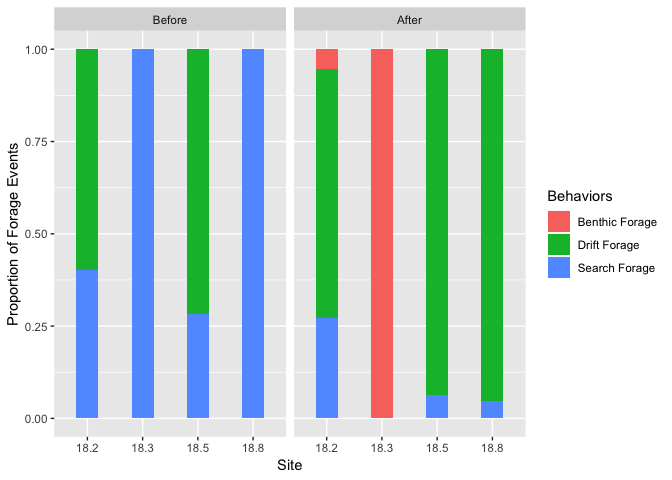 Before After
1.00
0.75
0.50
0.25
0.00
Proportion of Forage Events
18.2 18.3 18.5 18.8 18.2 18.3 18.5 18.8
Site
Behaviors
Benthic Forage
Drift Forage
Search Forage